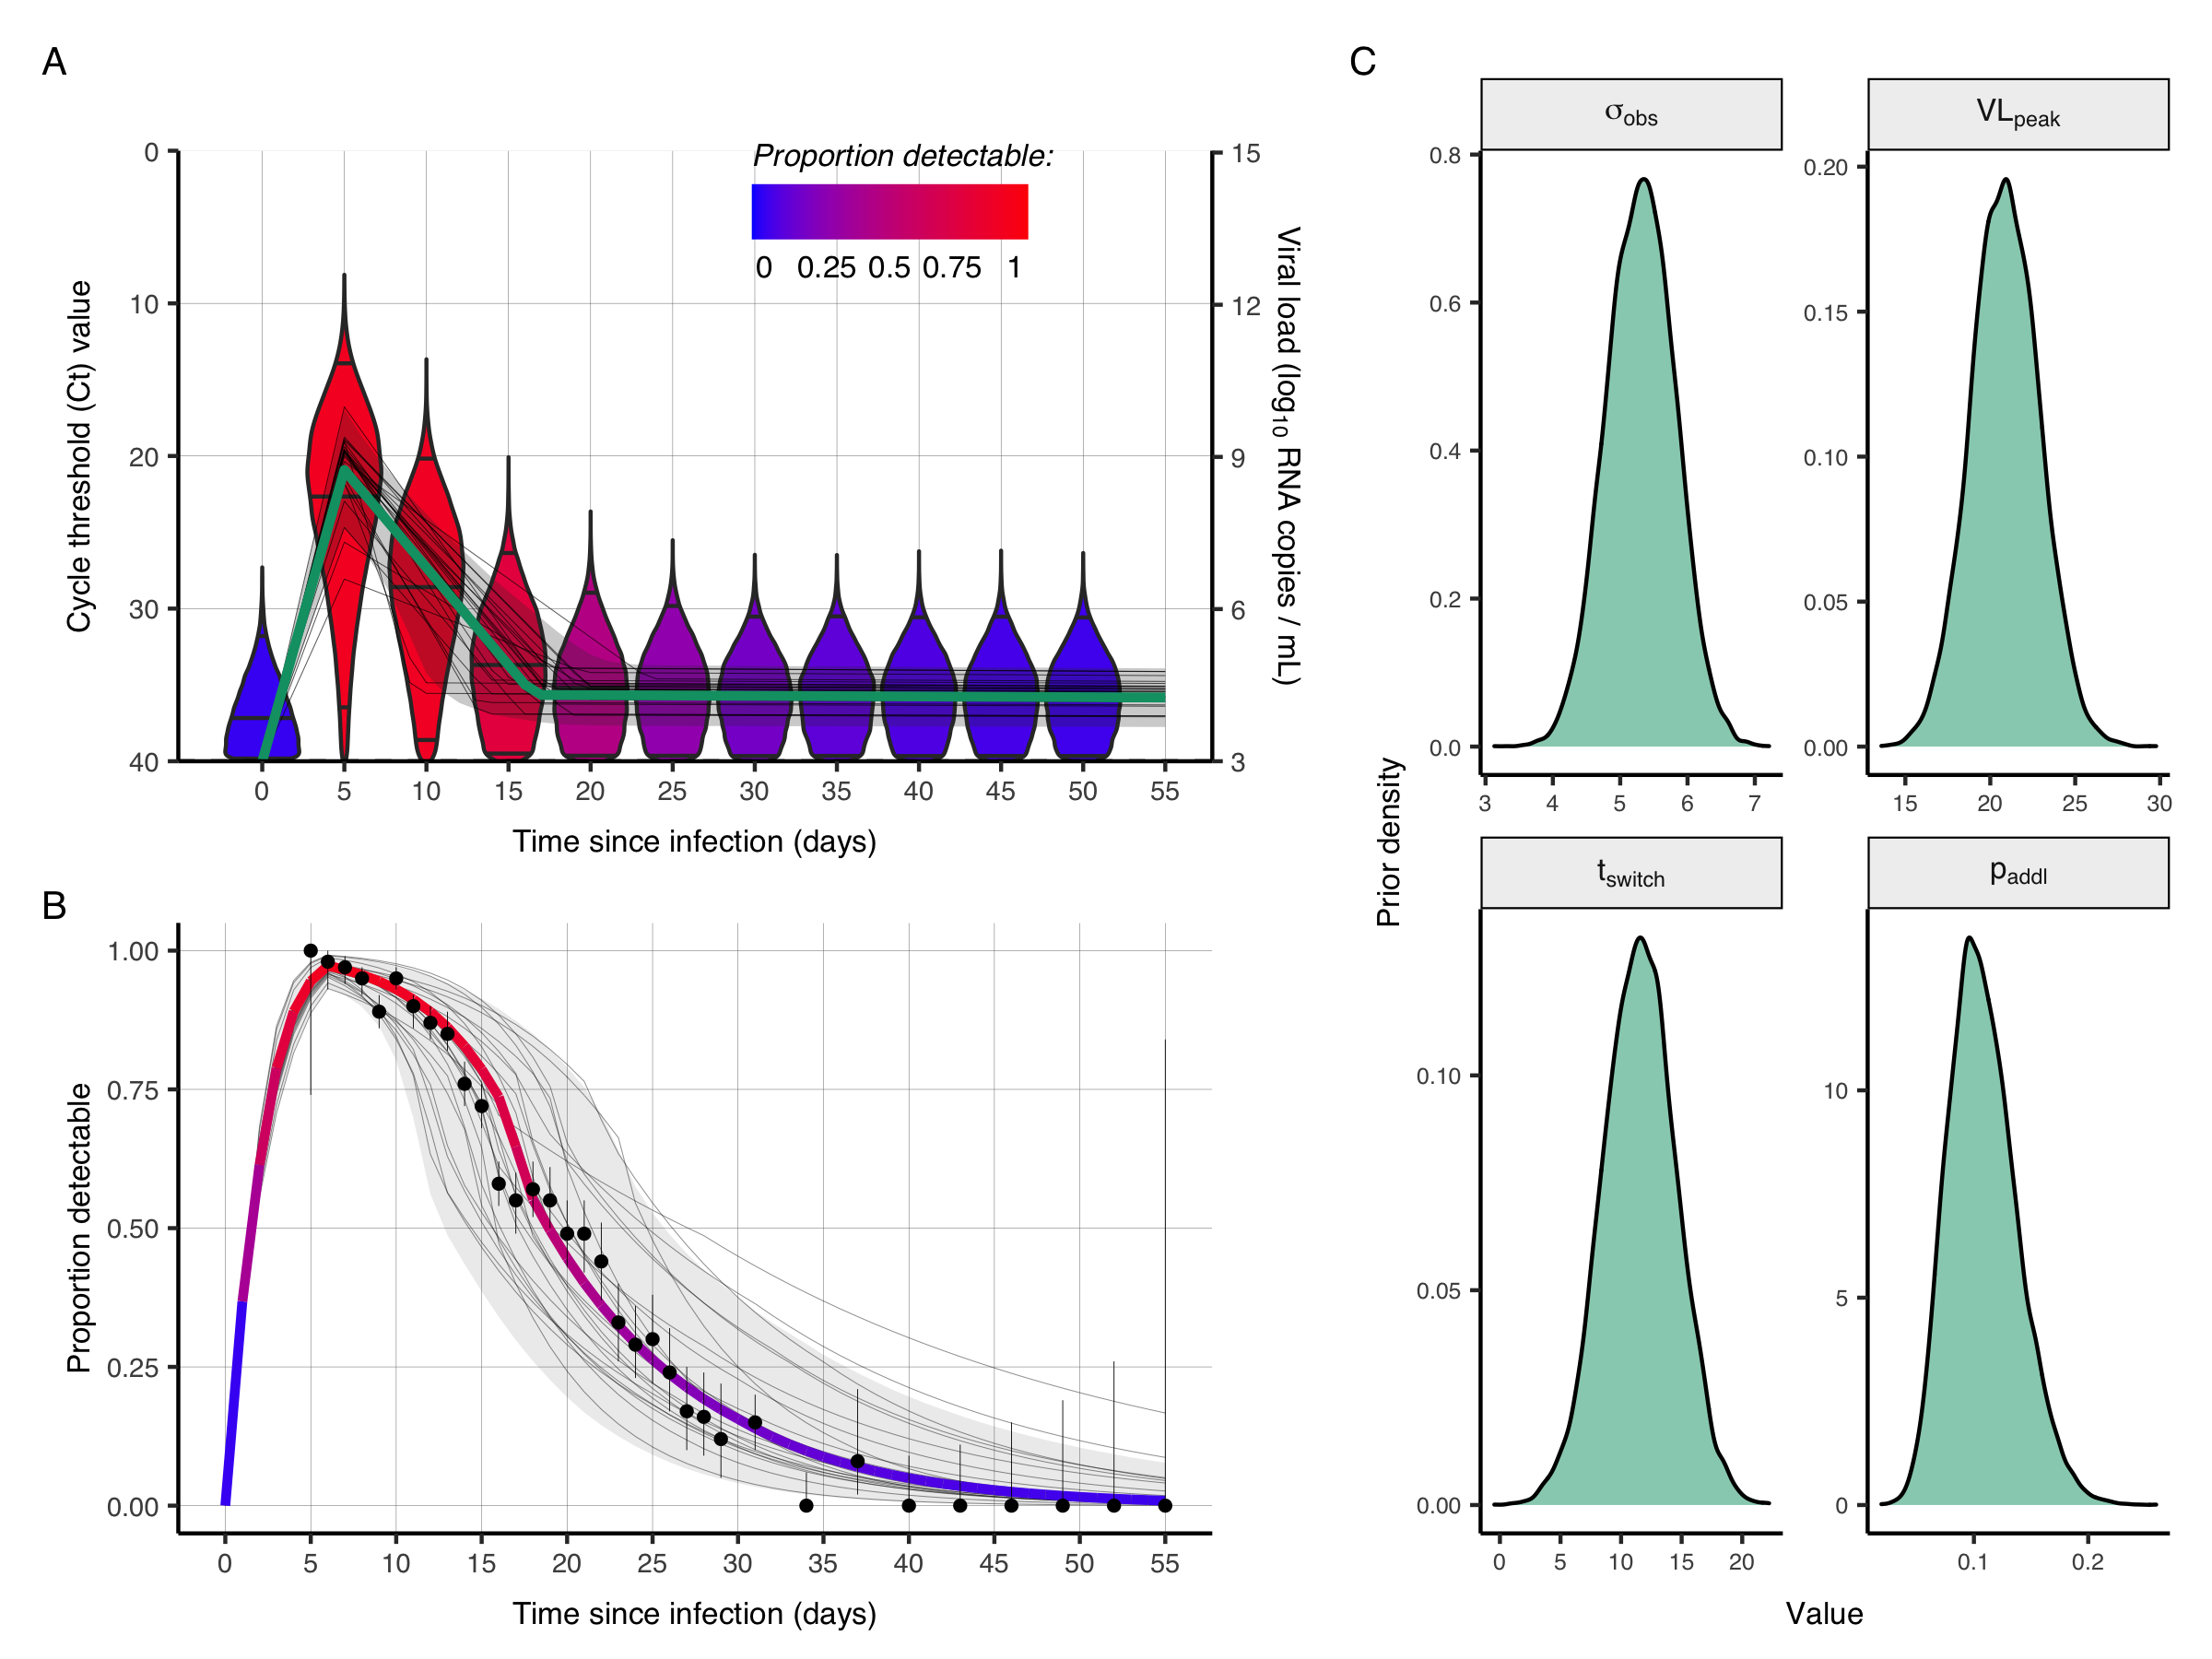 A
Proportion detectable:
0 0.25 0.5 0.75 1
Cycle threshold (Ct) value
0
10
20
30
40
Viral load (log10 RNA copies / mL)
15
12
9
6
3
0 5 10 15 20 25 30 35 40 45 50 55
Time since infection (days)
B
Proportion detectable
1.00
0.75
0.50
0.25
0.00
0 5 10 15 20 25 30 35 40 45 50 55
Time since infection (days)
C
Prior density
σobs
0.8
0.6
0.4
0.2
0.0
3 4 5 6 7
VLpeak
0.20
0.15
0.10
0.05
0.00
15 20 25 30
tswitch
0.10
0.05
0.00
0 5 10 15 20
paddl
10
5
0
0.1 0.2
Value